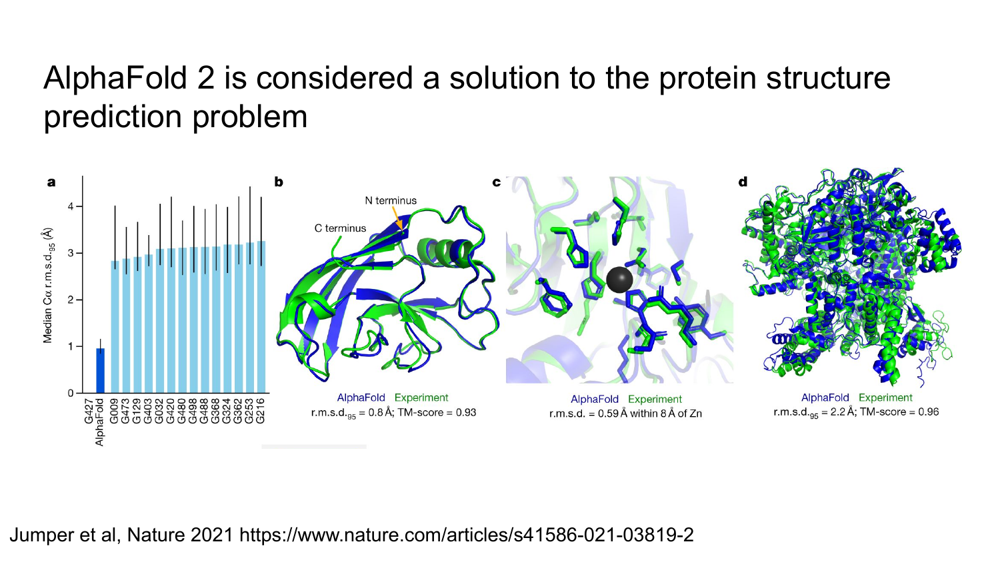 AlphaFold 2 is considered a solution to the protein structure
prediction problem
a
Median Cα r.m.s.d.95 (Å)
4
3
2
1
0
G427
AlphaFold
G009
G473
G129
G403
G032
G420
G480
G498
G488
G368
G324
G362
G253
G216
b
N terminus
C terminus
AlphaFold Experiment
r.m.s.d.95 = 0.8 Å; TM-score = 0.93
c
AlphaFold Experiment
r.m.s.d. = 0.59 Å within 8 Å of Zn
d
AlphaFold Experiment
r.m.s.d.95 = 2.2 Å; TM-score = 0.96
Jumper et al, Nature 2021 https://www.nature.com/articles/s41586-021-03819-2